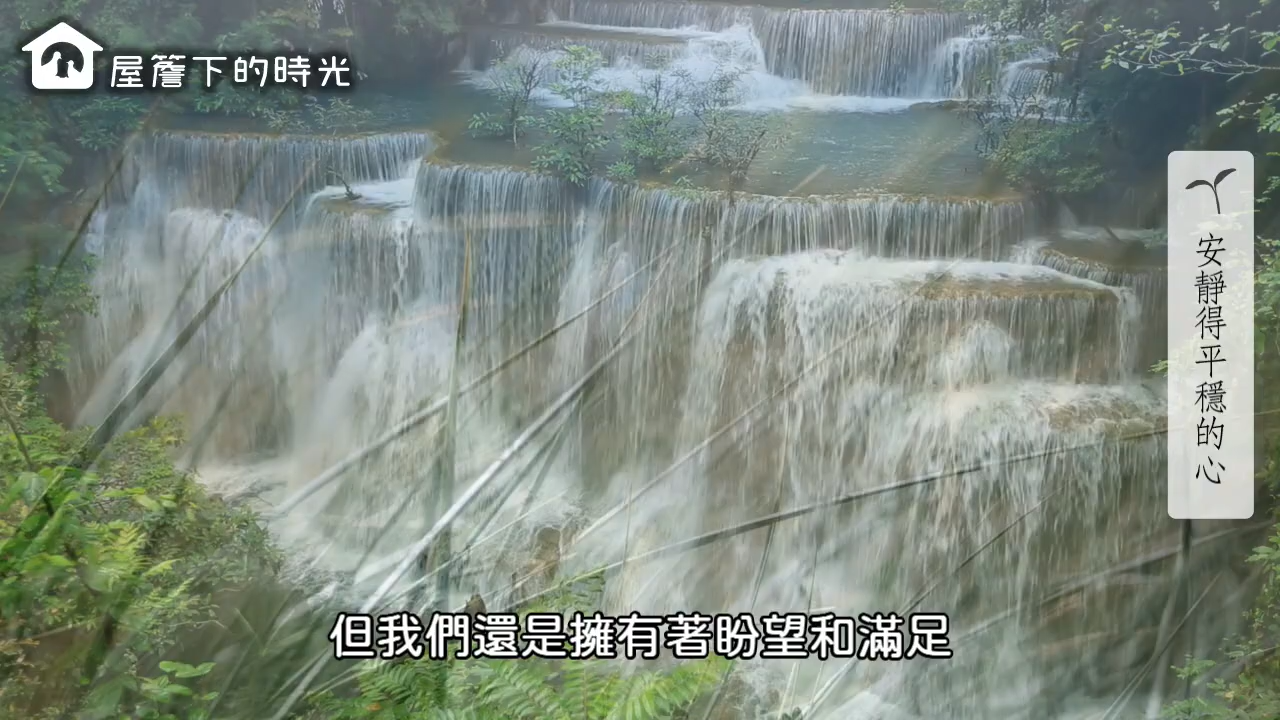 屋簷下的時光
安靜得平穩的心
但我們還是擁有著盼望和滿足